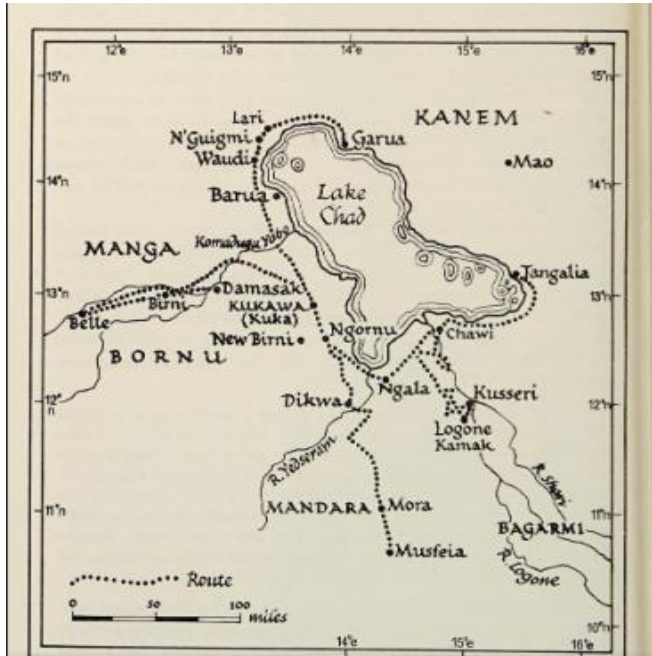 12°e 13°e 14°e 15°e 16°e
15°n 15°n
Lari KANEM
N'Guigmi Garua
Waudi Mao
14°n 14°n
Barua Lake
Chad
Komadugu Yobe
MANGA
Tangalia
13°n Damasak 13°n
Birni KUKAWA
(Kuka)
Belle Ngornu Chawi
New Birni
BORNU
12°n Ngala Kusseri 12°n
Dikwa
Logone
Kamak
R. Yedseram
R. Shari
MANDARA Mora
11°n BAGARMI 11°n
Musfeia
R. Logone
Route
0 50 100
miles
10°n
14°e 15°e 16°e